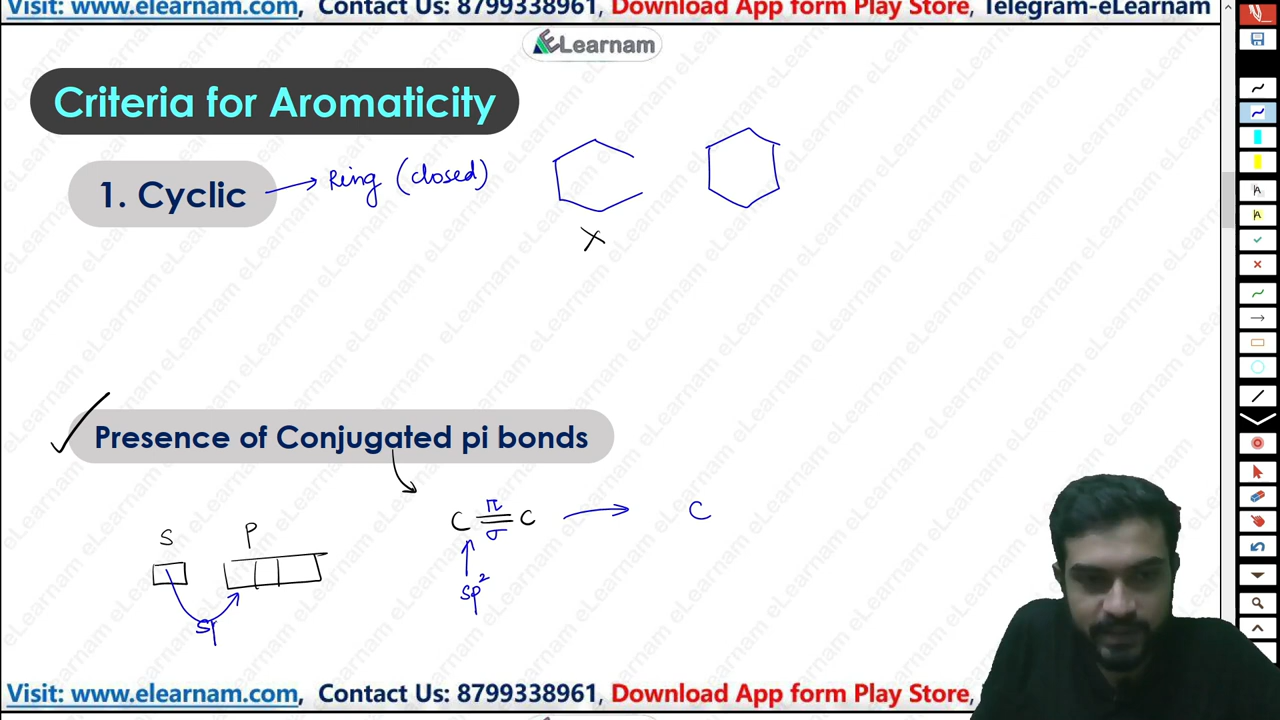 Visit: www.elearnam.com, Contact Us: 8799338961, Download App form Play Store, Telegram-eLearnam
ELearnam
Criteria for Aromaticity
1. Cyclic → Ring (closed)
X
Presence of Conjugated pi bonds
S P
π
C = C → C
σ
sp²
sp
Visit: www.elearnam.com, Contact Us: 8799338961, Download App form Play Store,